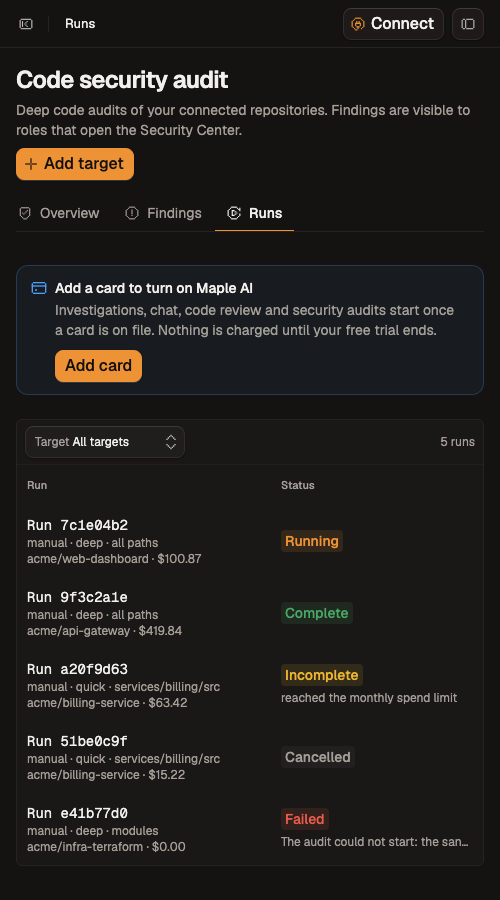 Runs
Connect
Code security audit
Deep code audits of your connected repositories. Findings are visible to
roles that open the Security Center.
Add target
Overview
Findings
Runs
Add a card to turn on Maple AI
Investigations, chat, code review and security audits start once
a card is on file. Nothing is charged until your free trial ends.
Add card
Target All targets
5 runs
Run
Status
Run 7c1e04b2
manual · deep · all paths
acme/web-dashboard · $100.87
Running
Run 9f3c2a1e
manual · deep · all paths
acme/api-gateway · $419.84
Complete
Run a20f9d63
manual · quick · services/billing/src
acme/billing-service · $63.42
Incomplete
reached the monthly spend limit
Run 51be0c9f
manual · quick · services/billing/src
acme/billing-service · $15.22
Cancelled
Run e41b77d0
manual · deep · modules
acme/infra-terraform · $0.00
Failed
The audit could not start: the san...